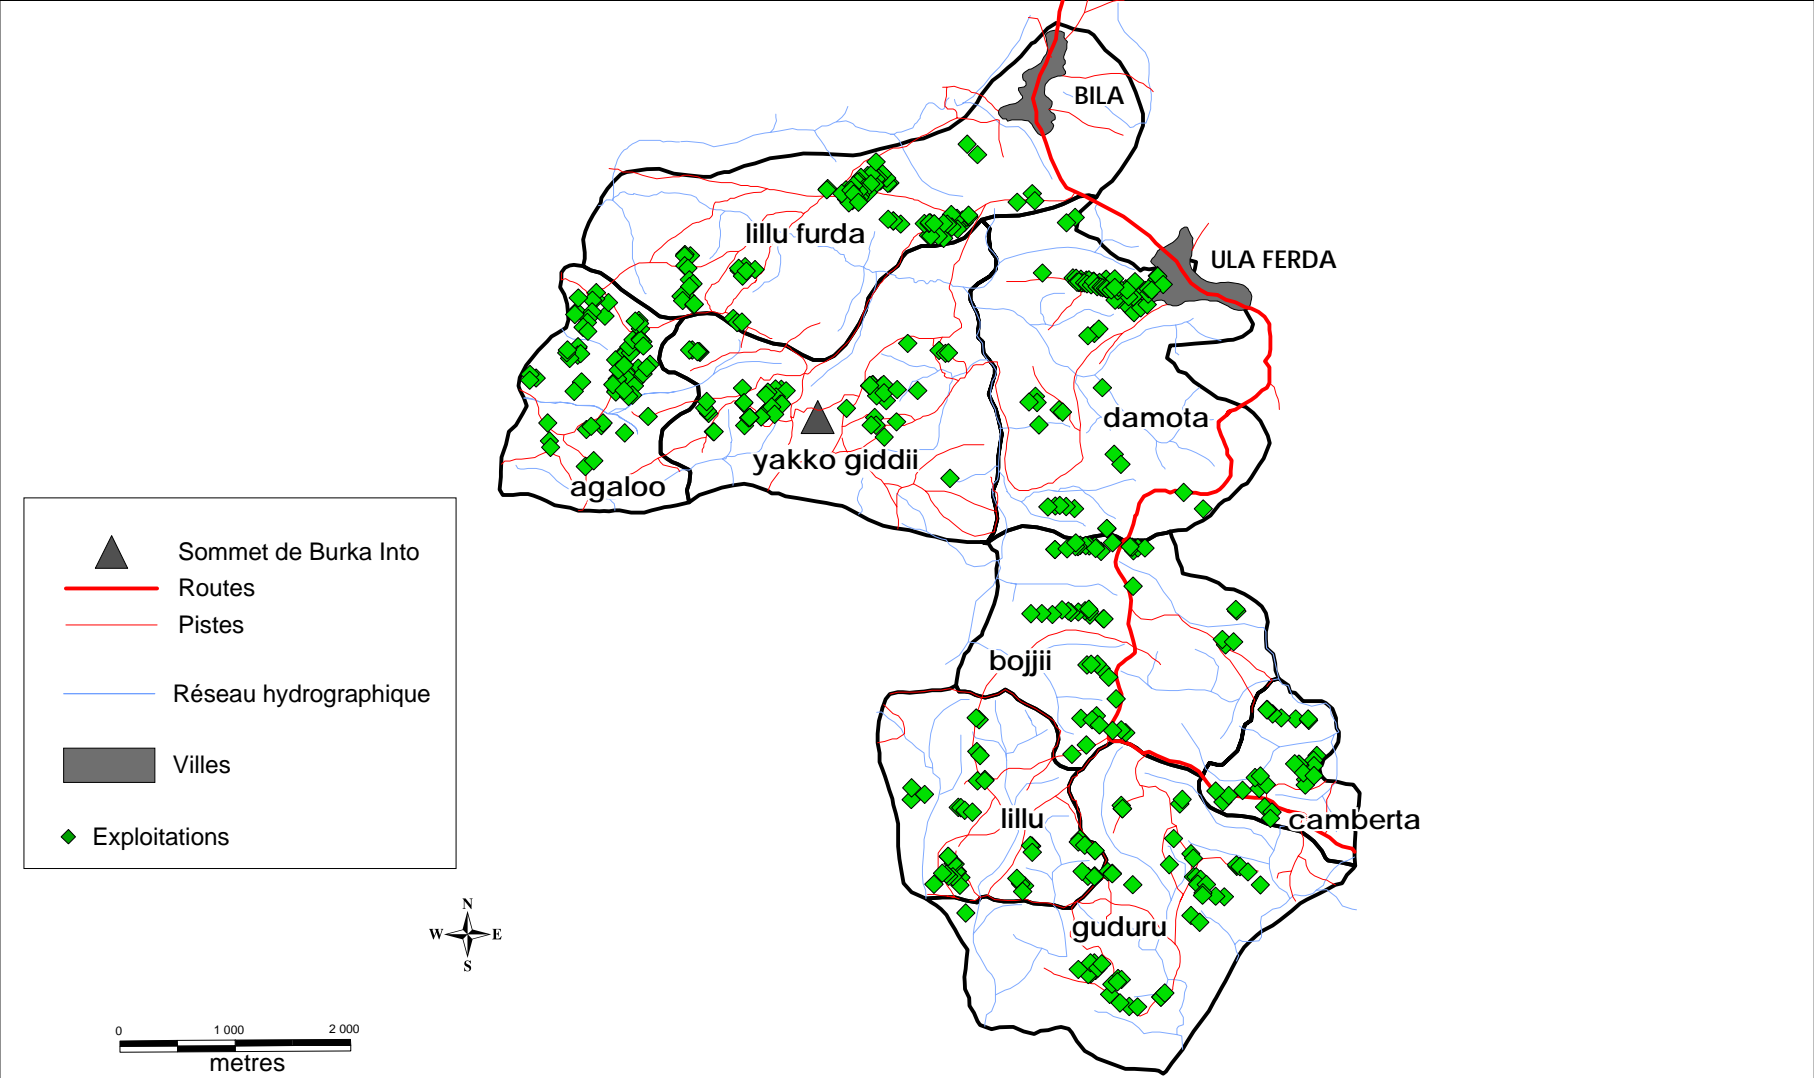 BILA
ULA FERDA
lillu furda
damota
yakko giddii
agaloo
bojjii
lillu
camberta
guduru
Sommet de Burka Into
Routes
Pistes
Réseau hydrographique
Villes
Exploitations
N
W E
S
0 1 000 2 000
metres